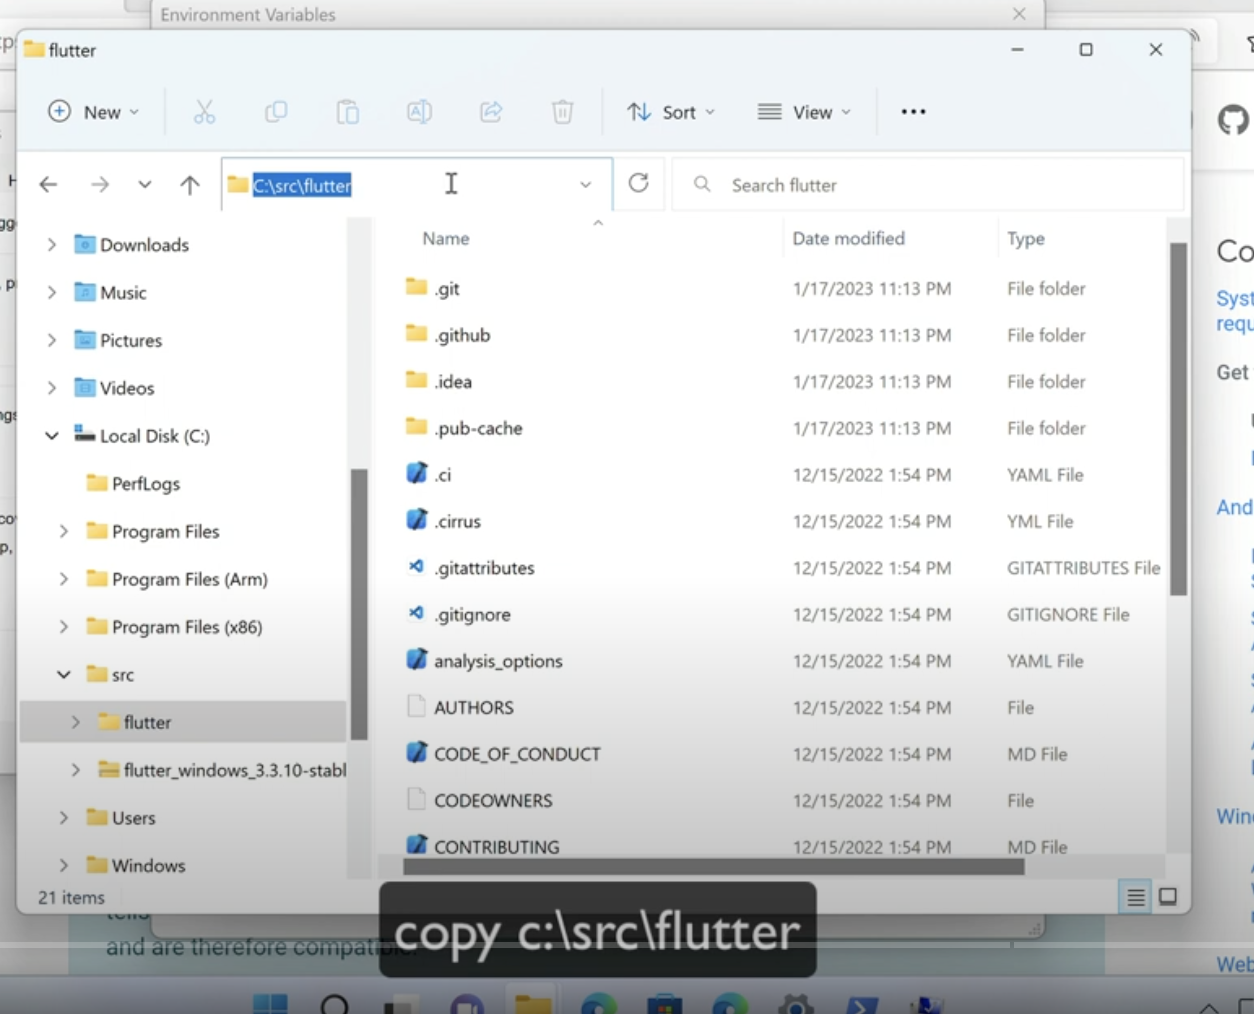 Environment Variables
flutter
New
Sort
View
C:\src\flutter
Search flutter
Name
Date modified
Type
Downloads
Music
Pictures
Videos
Local Disk (C:)
PerfLogs
Program Files
Program Files (Arm)
Program Files (x86)
src
flutter
flutter_windows_3.3.10-stabl
Users
Windows
.git 1/17/2023 11:13 PM File folder
.github 1/17/2023 11:13 PM File folder
.idea 1/17/2023 11:13 PM File folder
.pub-cache 1/17/2023 11:13 PM File folder
.ci 12/15/2022 1:54 PM YAML File
.cirrus 12/15/2022 1:54 PM YML File
.gitattributes 12/15/2022 1:54 PM GITATTRIBUTES File
.gitignore 12/15/2022 1:54 PM GITIGNORE File
analysis_options 12/15/2022 1:54 PM YAML File
AUTHORS 12/15/2022 1:54 PM File
CODE_OF_CONDUCT 12/15/2022 1:54 PM MD File
CODEOWNERS 12/15/2022 1:54 PM File
CONTRIBUTING 12/15/2022 1:54 PM MD File
21 items
Co
Syst
requ
Get
And
Wind
Web
and are therefore compatible.
copy c:\src\flutter